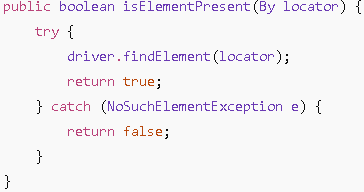 public boolean isElementPresent(By locator) {
    try {
        driver.findElement(locator);
        return true;
    } catch (NoSuchElementException e) {
        return false;
    }
}